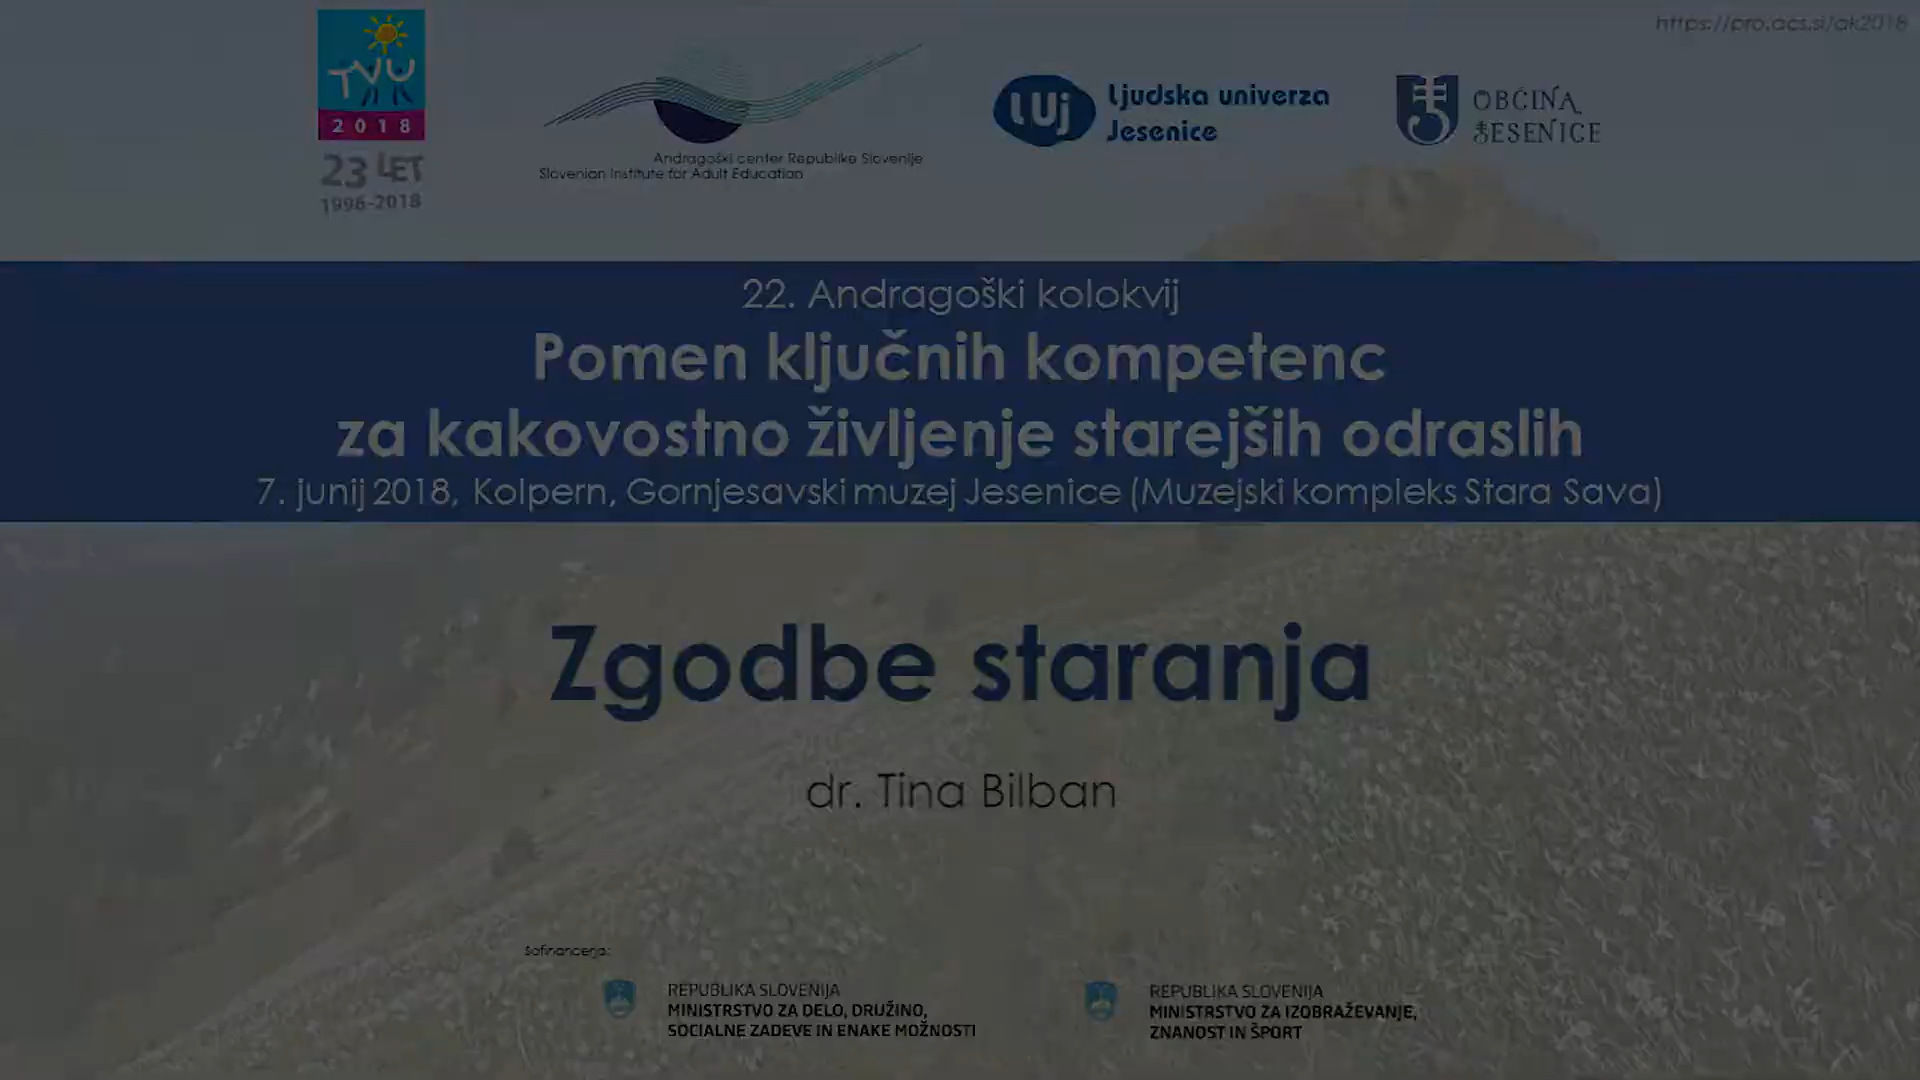 https://pro.acs.si/ak2018
TVU
2018
23 LET
1996-2018
Andragoški center Republike Slovenije
Slovenian Institute for Adult Education
LUj
Ljudska univerza
Jesenice
OBČINA
JESENICE
22. Andragoški kolokvij
Pomen ključnih kompetenc
za kakovostno življenje starejših odraslih
7. junij 2018, Kolpern, Gornjesavski muzej Jesenice (Muzejski kompleks Stara Sava)
Zgodbe staranja
dr. Tina Bilban
Sofinancerja:
REPUBLIKA SLOVENIJA
MINISTRSTVO ZA DELO, DRUŽINO,
SOCIALNE ZADEVE IN ENAKE MOŽNOSTI
REPUBLIKA SLOVENIJA
MINISTRSTVO ZA IZOBRAŽEVANJE,
ZNANOST IN ŠPORT